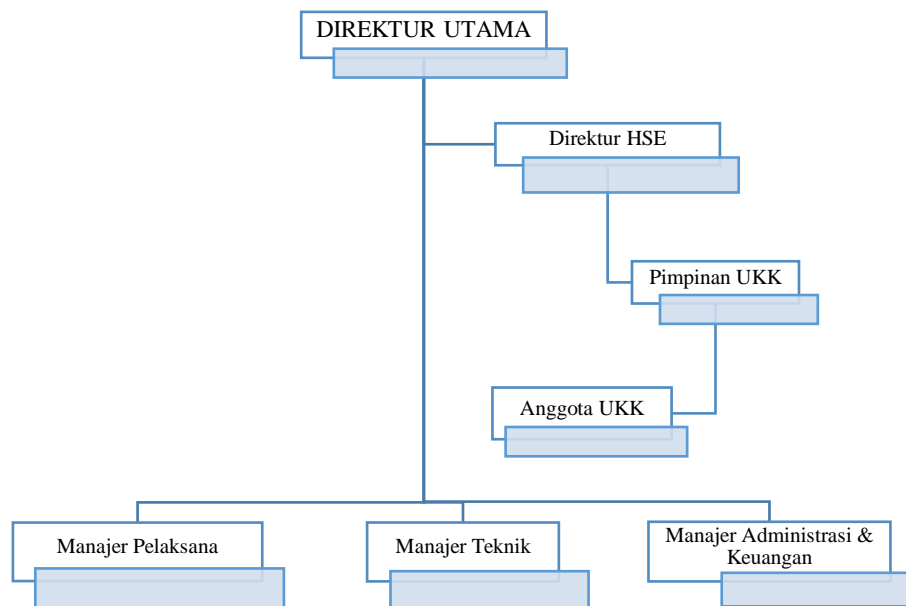 DIREKTUR UTAMA
Direktur HSE
Pimpinan UKK
Anggota UKK
Manajer Pelaksana
Manajer Teknik
Manajer Administrasi &
Keuangan